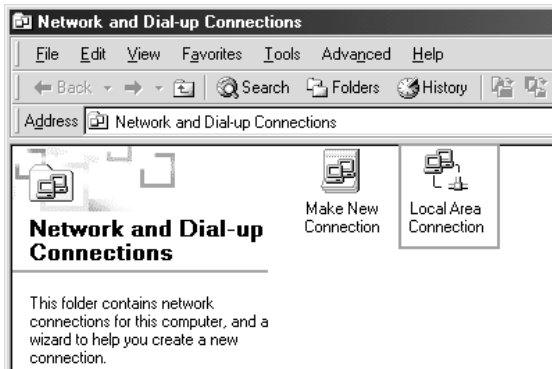 Network and Dial-up Connections
File Edit View Favorites Tools Advanced Help
Back Search Folders History
Address Network and Dial-up Connections
Make New
Connection
Local Area
Connection
Network and Dial-up
Connections
This folder contains network
connections for this computer, and a
wizard to help you create a new
connection.